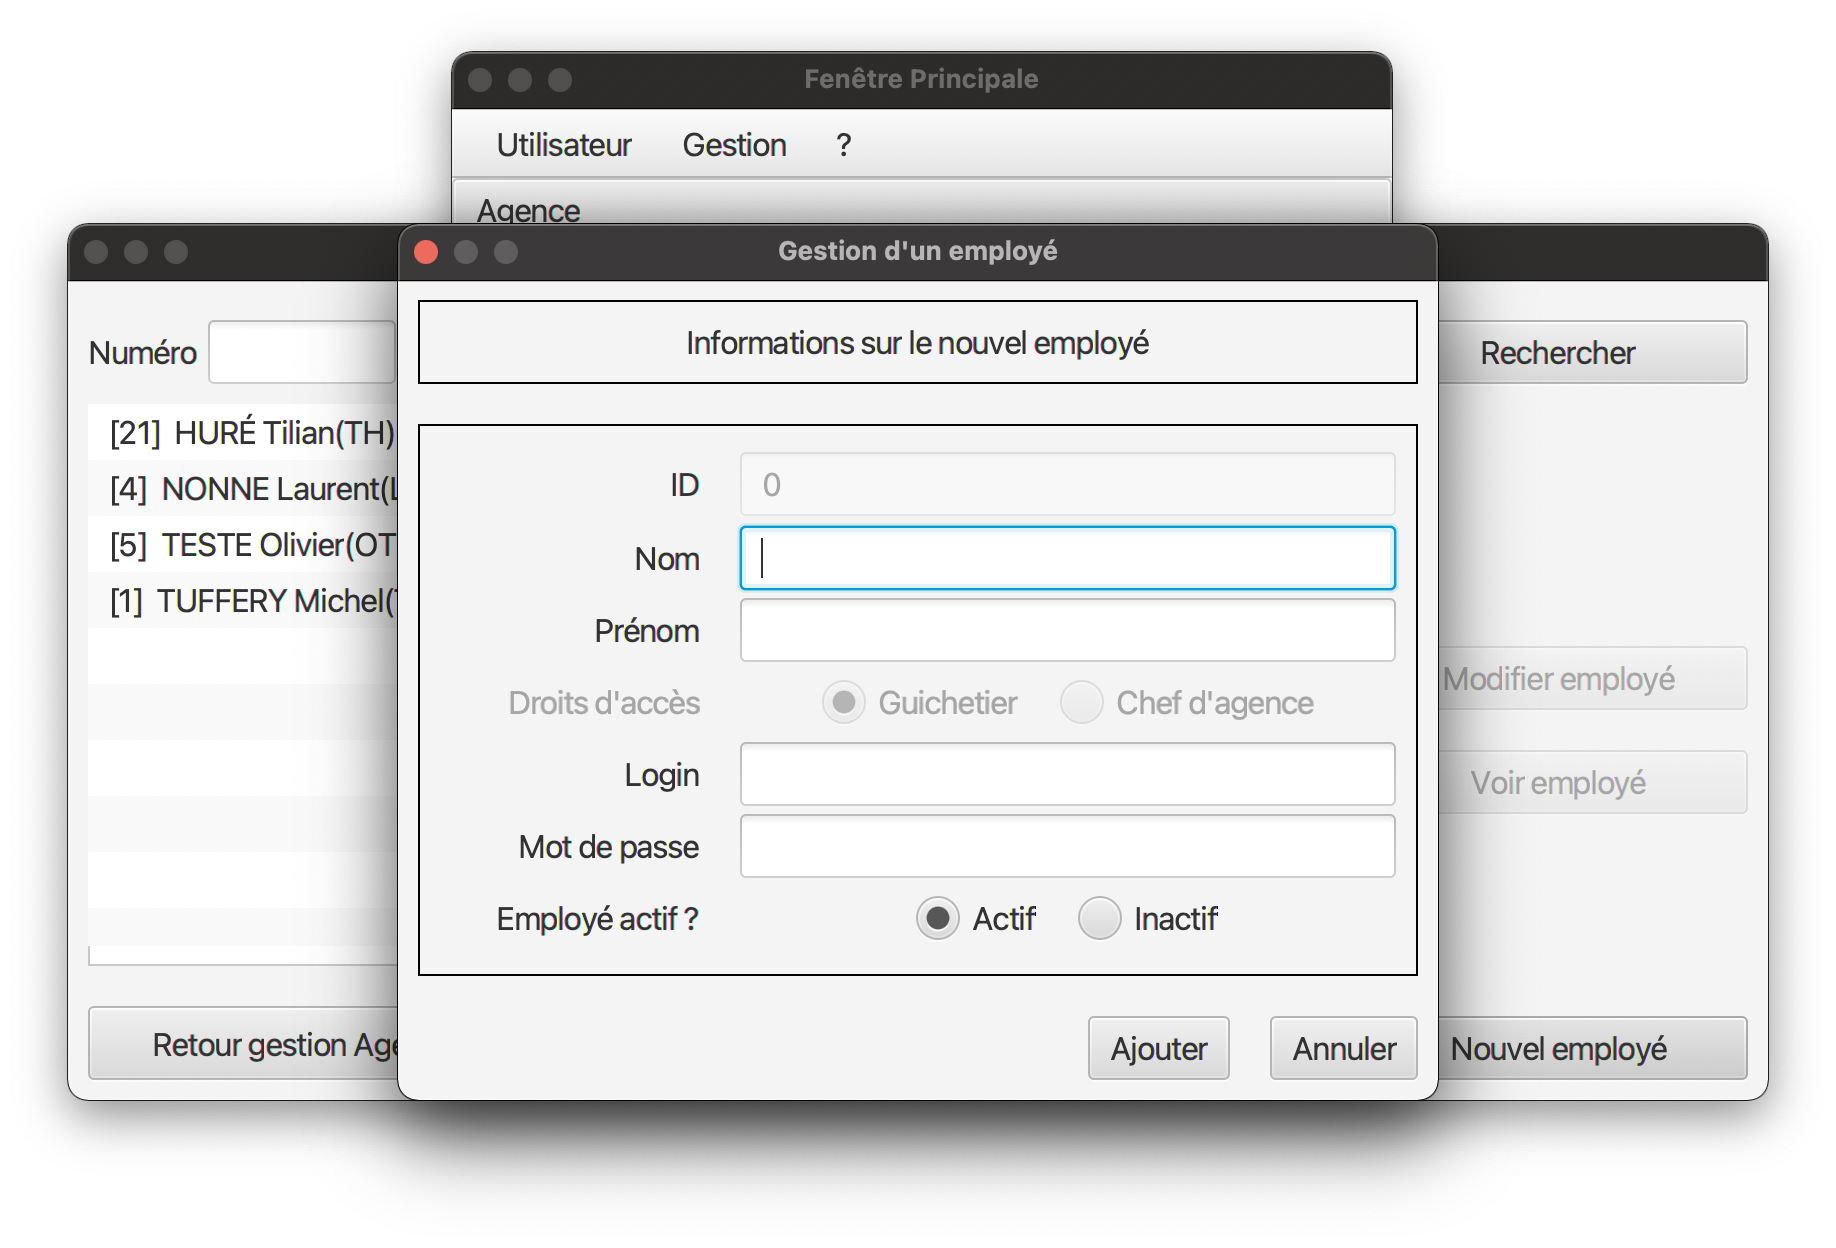 Fenêtre Principale
Utilisateur Gestion ?
Agence
Gestion d'un employé
Numéro
Rechercher
[21] HURÉ Tilian(TH)
[4] NONNE Laurent(L
[5] TESTE Olivier(OT
[1] TUFFERY Michel(
Informations sur le nouvel employé
ID 0
Nom
Prénom
Droits d'accès Guichetier Chef d'agence
Login
Mot de passe
Employé actif ? Actif Inactif
Ajouter Annuler
Modifier employé
Voir employé
Retour gestion Age
Nouvel employé